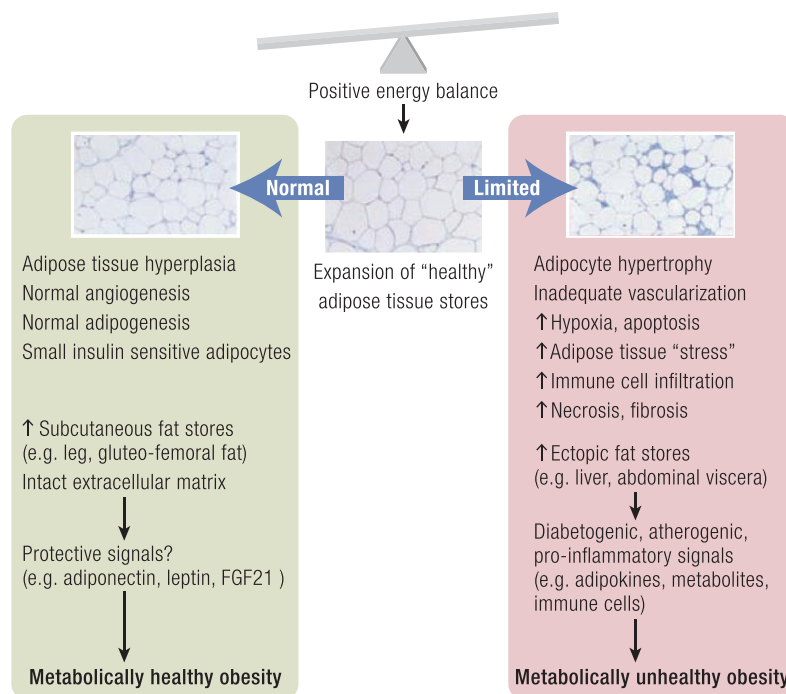 Positive energy balance
Normal
Limited
Expansion of “healthy”
adipose tissue stores
Adipose tissue hyperplasia
Normal angiogenesis
Normal adipogenesis
Small insulin sensitive adipocytes
↑ Subcutaneous fat stores
(e.g. leg, gluteo-femoral fat)
Intact extracellular matrix
Protective signals?
(e.g. adiponectin, leptin, FGF21 )
Metabolically healthy obesity
Adipocyte hypertrophy
Inadequate vascularization
↑ Hypoxia, apoptosis
↑ Adipose tissue “stress”
↑ Immune cell infiltration
↑ Necrosis, fibrosis
↑ Ectopic fat stores
(e.g. liver, abdominal viscera)
Diabetogenic, atherogenic,
pro-inflammatory signals
(e.g. adipokines, metabolites,
immune cells)
Metabolically unhealthy obesity